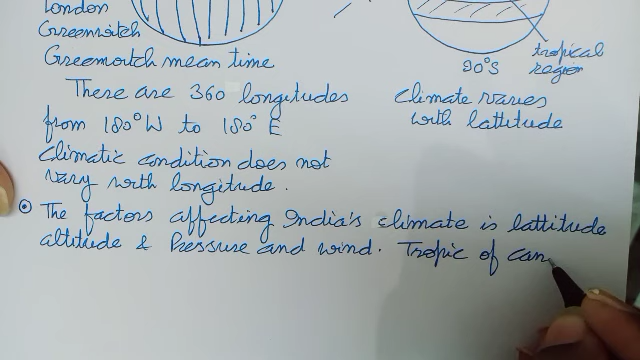 London
Greenwitch
Greenwotch mean time
There are 360 longitudes
from 180°W to 180° E
climatic condition does not
vary with longitude.
90°S
tropical
region
climate varies
with lattitude
The factors affecting India's climate is lattitude
altitude & Pressure and wind. Tropic of can